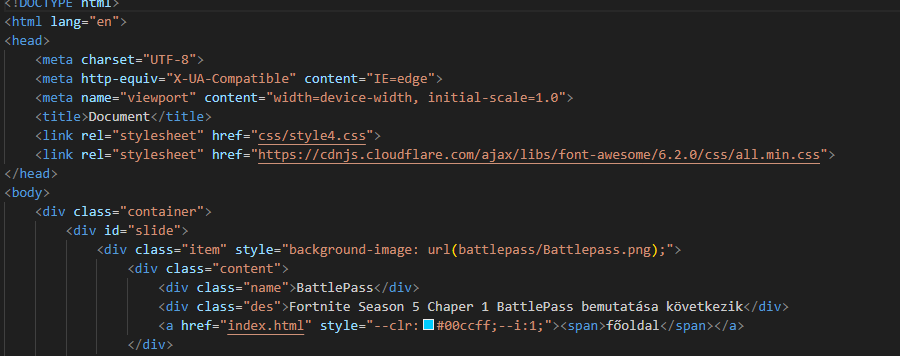 <!DOCTYPE html>
<html lang="en">
<head>
<meta charset="UTF-8">
<meta http-equiv="X-UA-Compatible" content="IE=edge">
<meta name="viewport" content="width=device-width, initial-scale=1.0">
<title>Document</title>
<link rel="stylesheet" href="css/style4.css">
<link rel="stylesheet" href="https://cdnjs.cloudflare.com/ajax/libs/font-awesome/6.2.0/css/all.min.css">
</head>
<body>
<div class="container">
<div id="slide">
<div class="item" style="background-image: url(battlepass/Battlepass.png);">
<div class="content">
<div class="name">BattlePass</div>
<div class="des">Fortnite Season 5 Chaper 1 BattlePass bemutatása következik</div>
<a href="index.html" style="--clr:#00ccff;--i:1;"><span>főoldal</span></a>
</div>